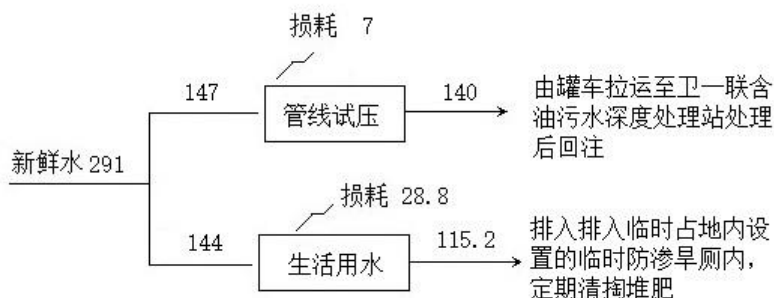 损耗 7
147
管线试压
140
由罐车拉运至卫一联含
油污水深度处理站处理
后回注
新鲜水 291
损耗 28.8
144
生活用水
115.2
排入排入临时占地内设
置的临时防渗旱厕内，
定期清掏堆肥